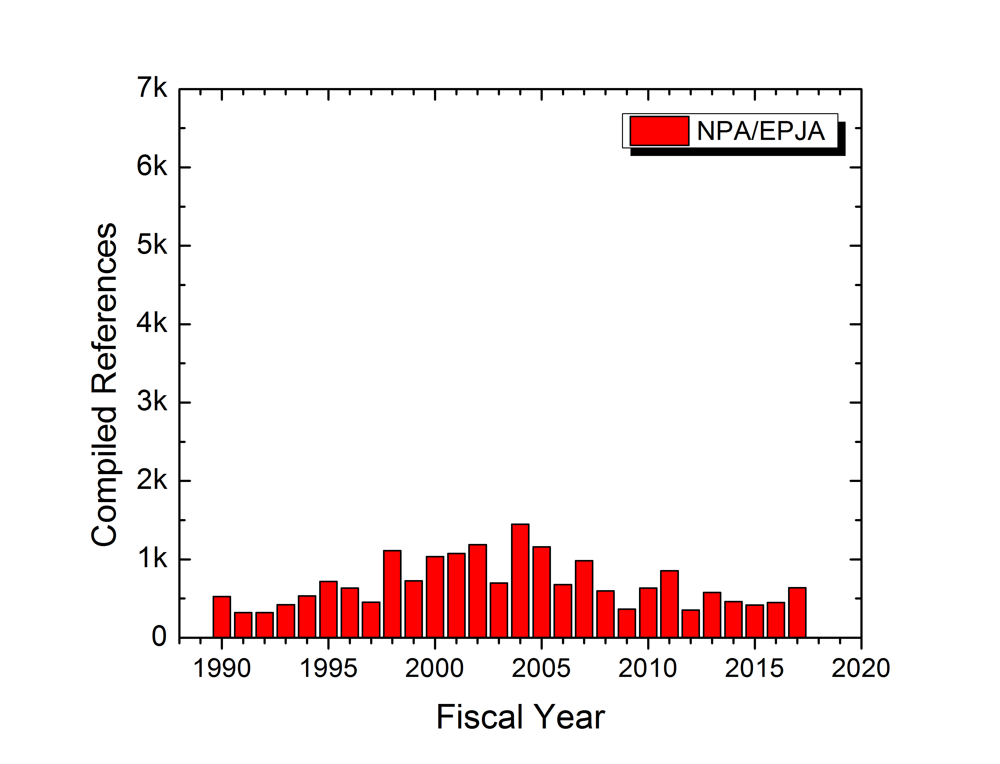 7k
NPA/EPJA
6k
5k
4k
3k
2k
1k
0
Compiled References
1990 1995 2000 2005 2010 2015 2020
Fiscal Year